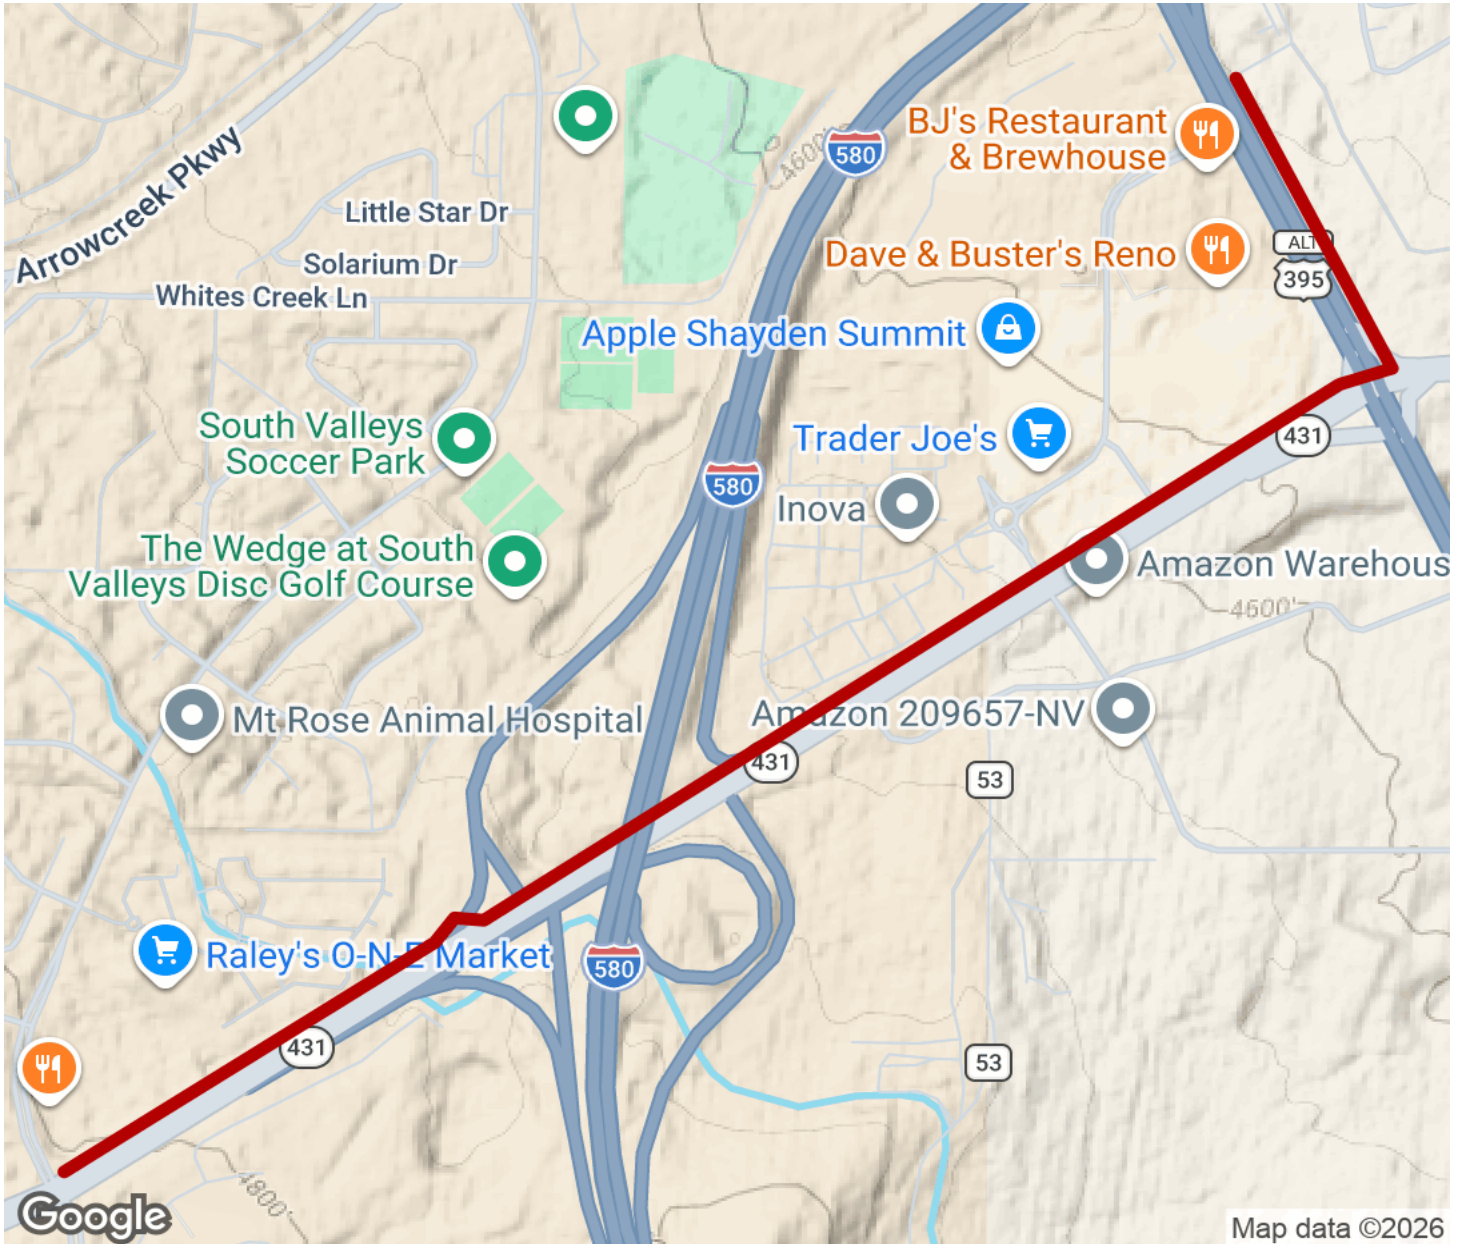 580
BJ's Restaurant
& Brewhouse
4600'
Arrowcreek Pkwy
Little Star Dr
Solarium Dr
Whites Creek Ln
Dave & Buster's Reno
ALT
395
Apple Shayden Summit
South Valleys
Soccer Park
Trader Joe's
431
580
Inova
The Wedge at South
Valleys Disc Golf Course
Amazon Warehous
4600'
Mt Rose Animal Hospital
Amazon 209657-NV
431
53
Raley's O-N-E Market
580
431
53
4800'
Google
Map data ©2026